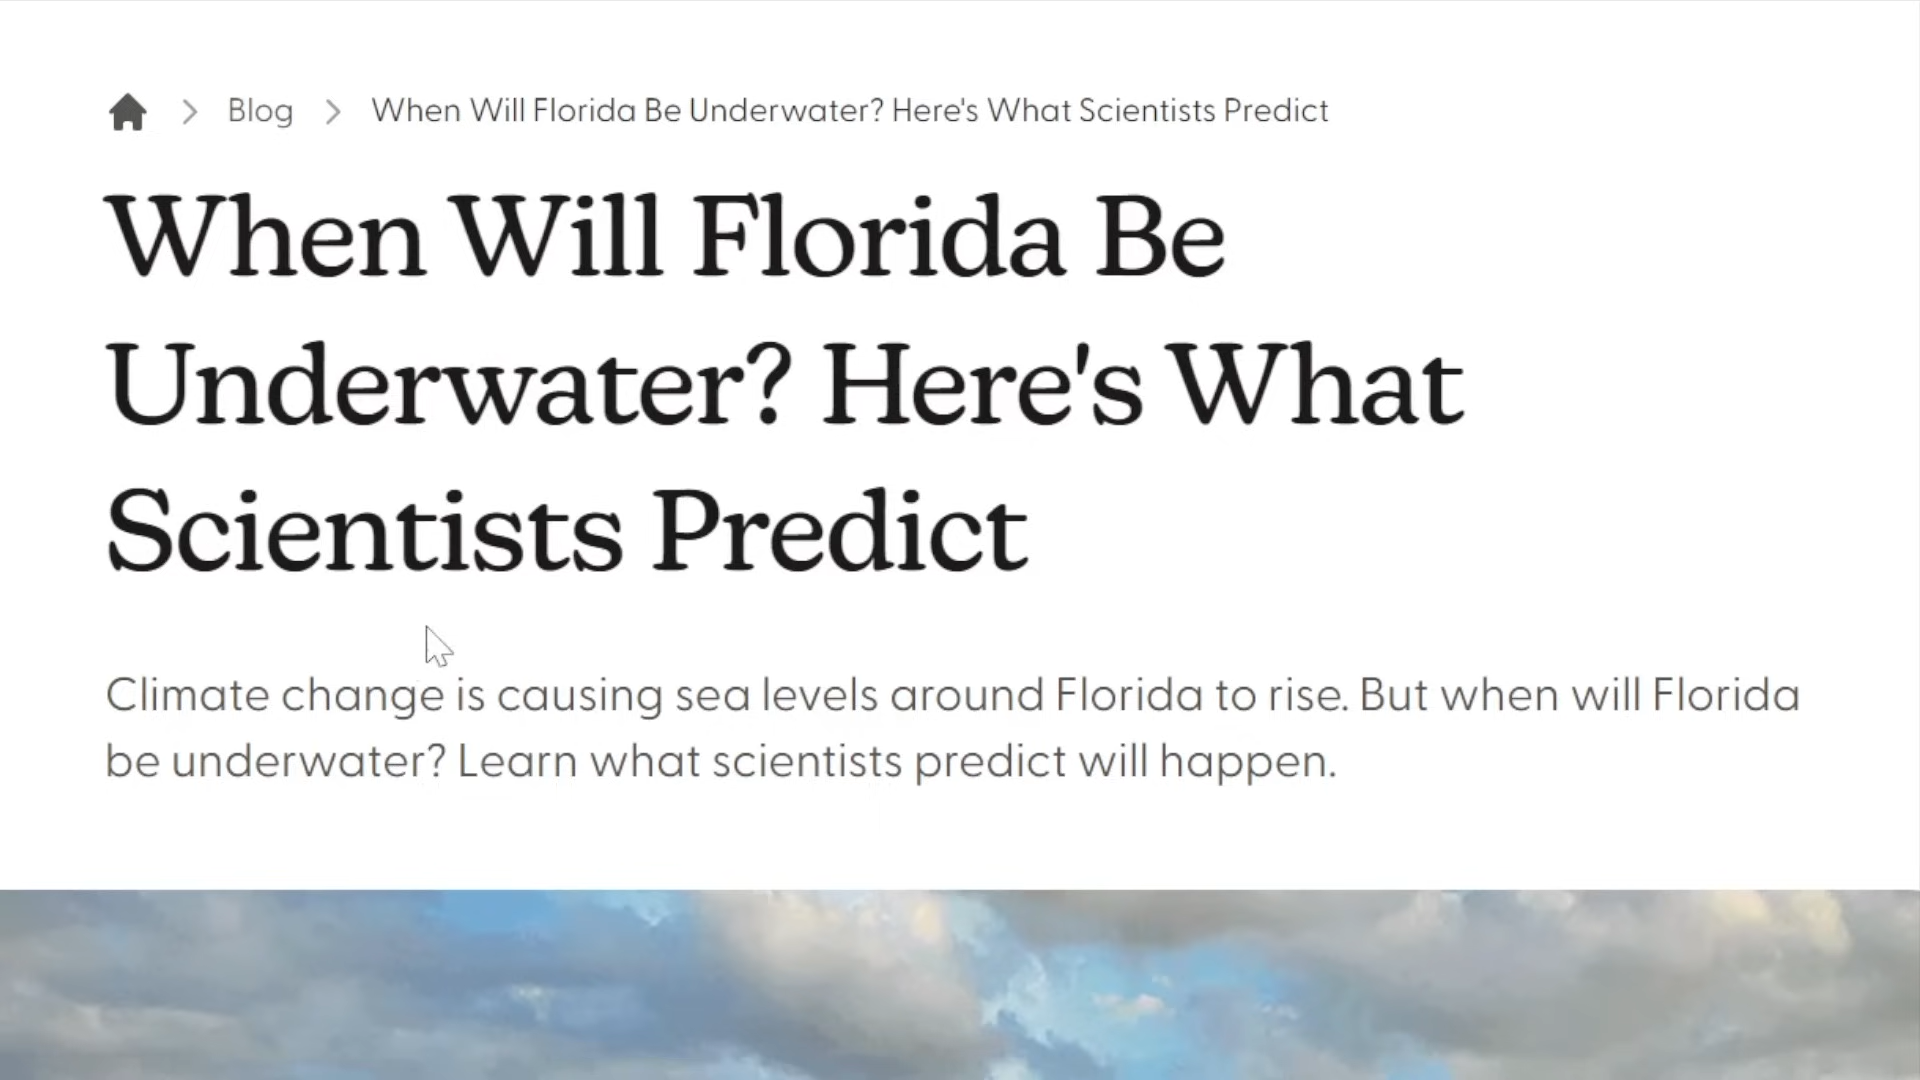 Blog When Will Florida Be Underwater? Here's What Scientists Predict
When Will Florida Be
Underwater? Here's What
Scientists Predict
Climate change is causing sea levels around Florida to rise. But when will Florida
be underwater? Learn what scientists predict will happen.